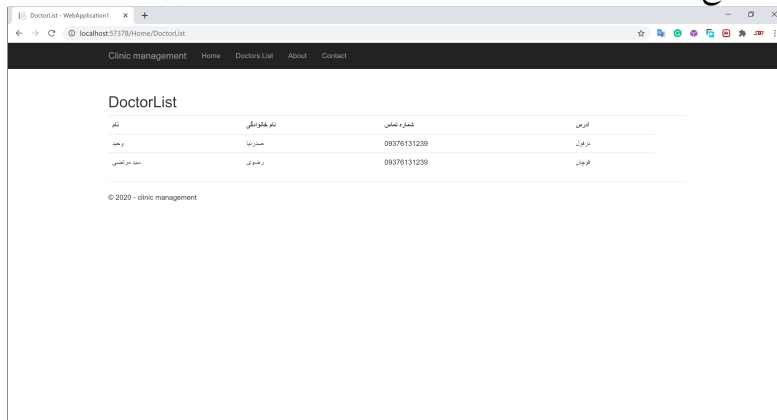 DoctorList - WebApplication1
localhost:57378/Home/DoctorList
Clinic management Home Doctors List About Contact
DoctorList
نام نام خانوادگی شماره تماس آدرس
وحید صدرنیا 09376131239 دزفول
سید مرتضی رضوی 09376131239 قوچان
© 2020 - clinic management